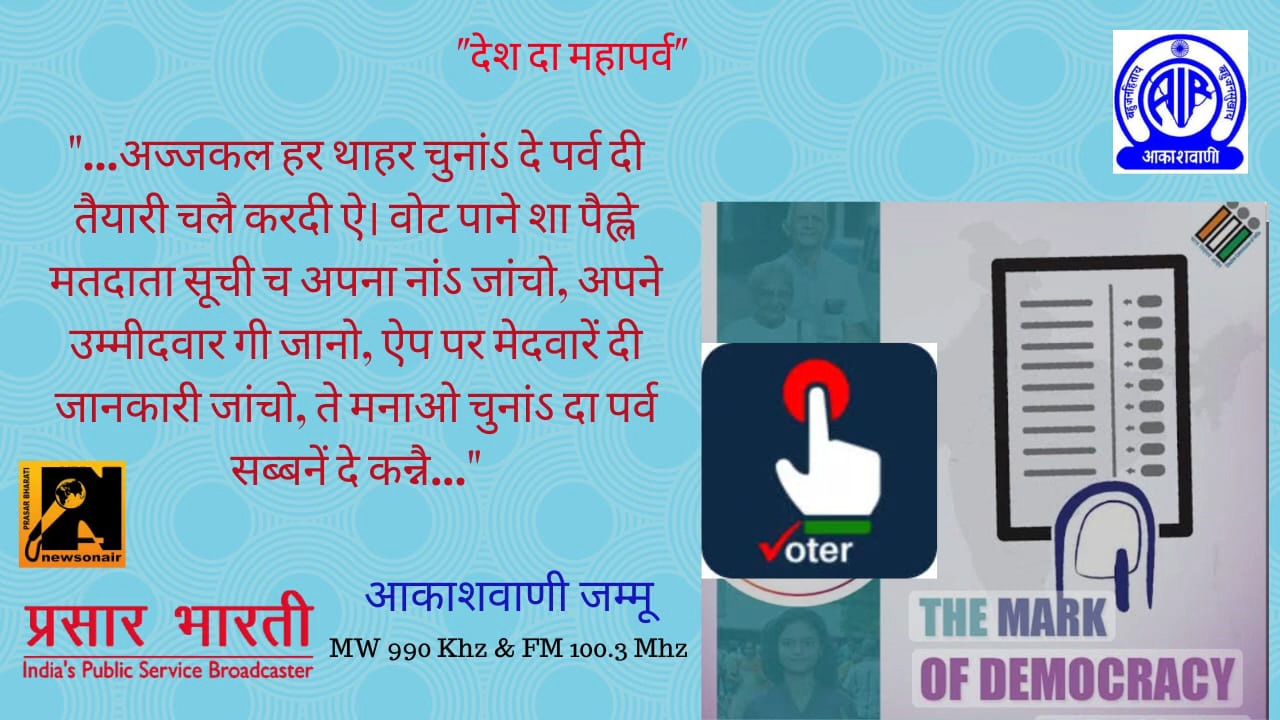 "देश दा महापर्व"
"...अज्जकल हर थाहर चुनांऽ दे पर्व दी
तैयारी चलै करदी ऐ। वोट पाने शा पैह्ले
मतदाता सूची च अपना नांऽ जांचो, अपने
उम्मीदवार गी जानो, ऐप पर मेदवारें दी
जानकारी जांचो, ते मनाओ चुनांऽ दा पर्व
सब्बनें दे कन्नै..."
बहुजनहिताय
बहुजनसुखाय
AIR
आकाशवाणी
PRASAR BHARATI
newsonair
प्रसार भारती
India's Public Service Broadcaster
आकाशवाणी जम्मू
MW 990 Khz & FM 100.3 Mhz
Voter
THE MARK
OF DEMOCRACY